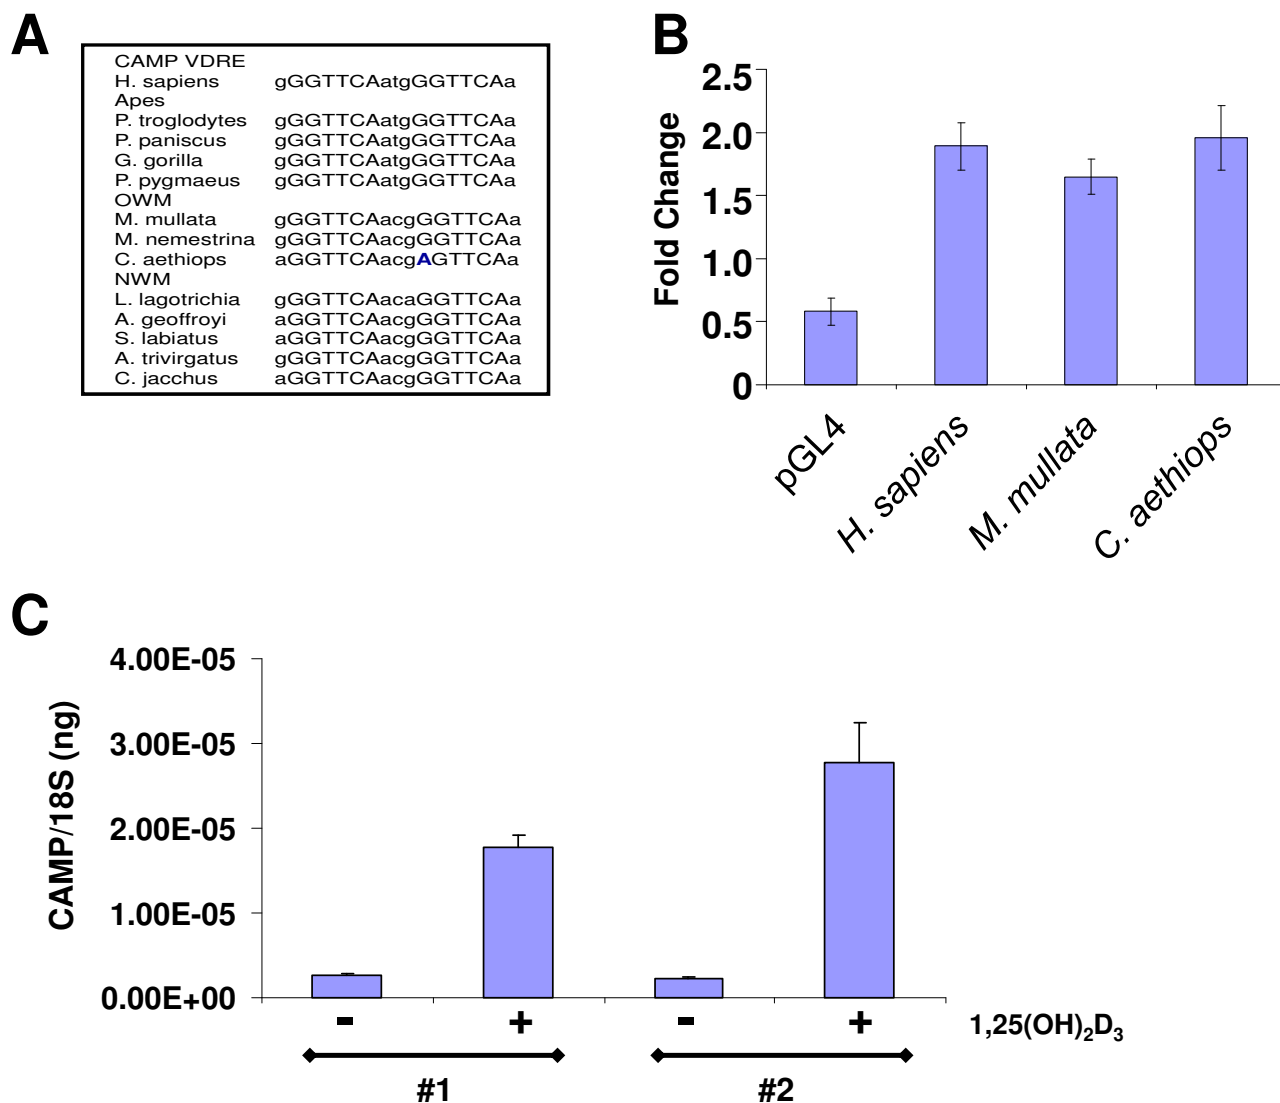 A
CAMP VDRE
H. sapiens gGGTTCAatgGGTTCAa
Apes
P. troglodytes gGGTTCAatgGGTTCAa
P. paniscus gGGTTCAatgGGTTCAa
G. gorilla gGGTTCAatgGGTTCAa
P. pygmaeus gGGTTCAatgGGTTCAa
OWM
M. mullata gGGTTCAacgGGTTCAa
M. nemestrina gGGTTCAacgGGTTCAa
C. aethiops aGGTTCAacgAGTTCAa
NWM
L. lagotrichia gGGTTCAacaGGTTCAa
A. geoffroyi aGGTTCAacgGGTTCAa
S. labiatus aGGTTCAacgGGTTCAa
A. trivirgatus gGGTTCAacgGGTTCAa
C. jacchus aGGTTCAacgGGTTCAa
B
Fold Change
2.5
2.0
1.5
1.0
0.5
0
pGL4
H. sapiens
M. mullata
C. aethiops
C
CAMP/18S (ng)
4.00E-05
3.00E-05
2.00E-05
1.00E-05
0.00E+00
- + - + 1,25(OH)₂D₃
#1 #2